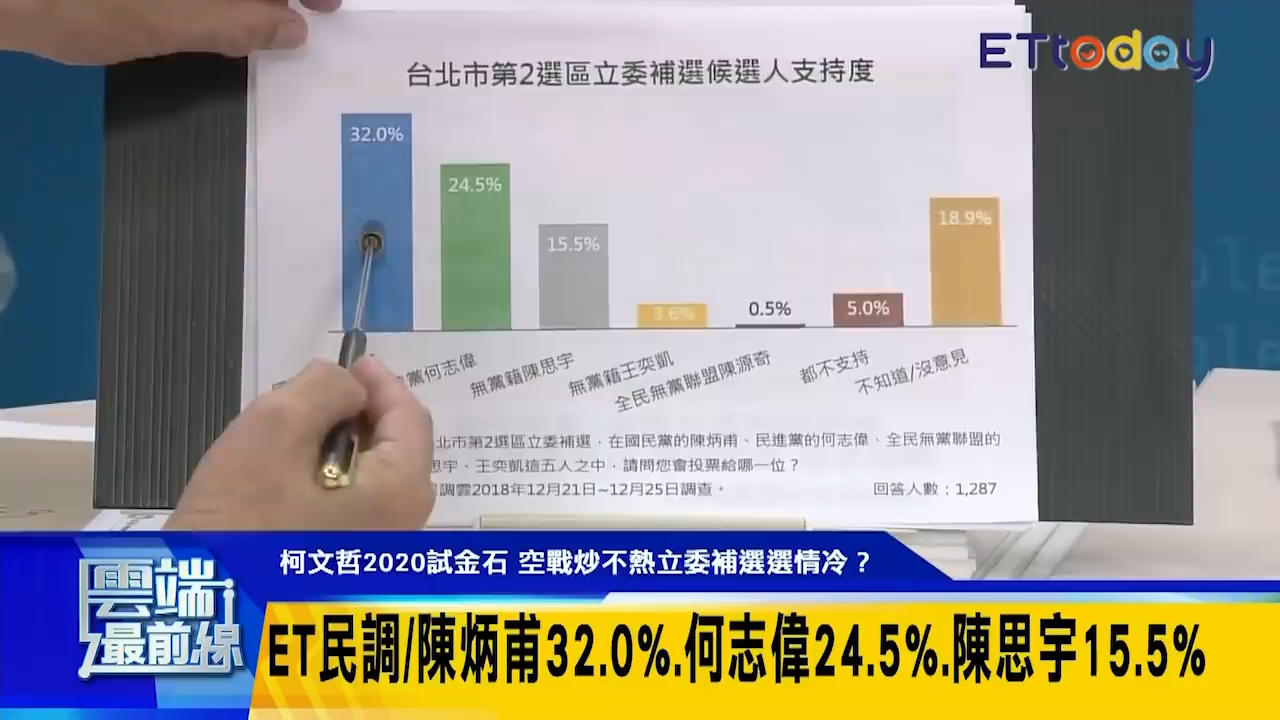 ETtoday
台北市第2選區立委補選候選人支持度
32.0%
24.5%
15.5%
3.6%
0.5%
5.0%
18.9%
黨何志偉
無黨籍陳思宇
無黨籍王奕凱
全民無黨聯盟陳源奇
都不支持
不知道/沒意見
北市第2選區立委補選，在國民黨的陳炳甫、民進黨的何志偉、全民無黨聯盟的
思宇、王奕凱這五人之中，請問您會投票給哪一位？
調雲2018年12月21日~12月25日調查。
回答人數：1,287
柯文哲2020試金石 空戰炒不熱立委補選選情冷？
雲端最前線
ET民調/陳炳甫32.0%.何志偉24.5%.陳思宇15.5%